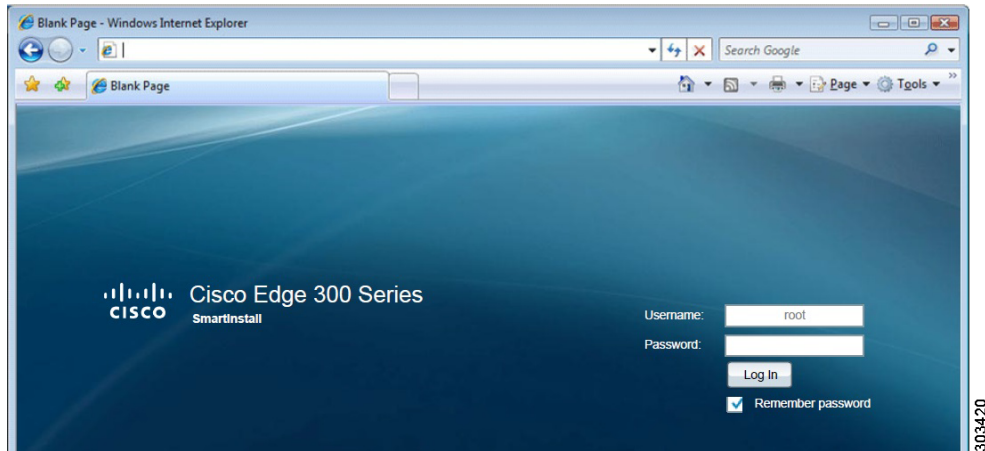 Blank Page - Windows Internet Explorer
Search Google
Blank Page
Page
Tools
CISCO
Cisco Edge 300 Series
SmartInstall
Username:
root
Password:
Log In
Remember password
303420